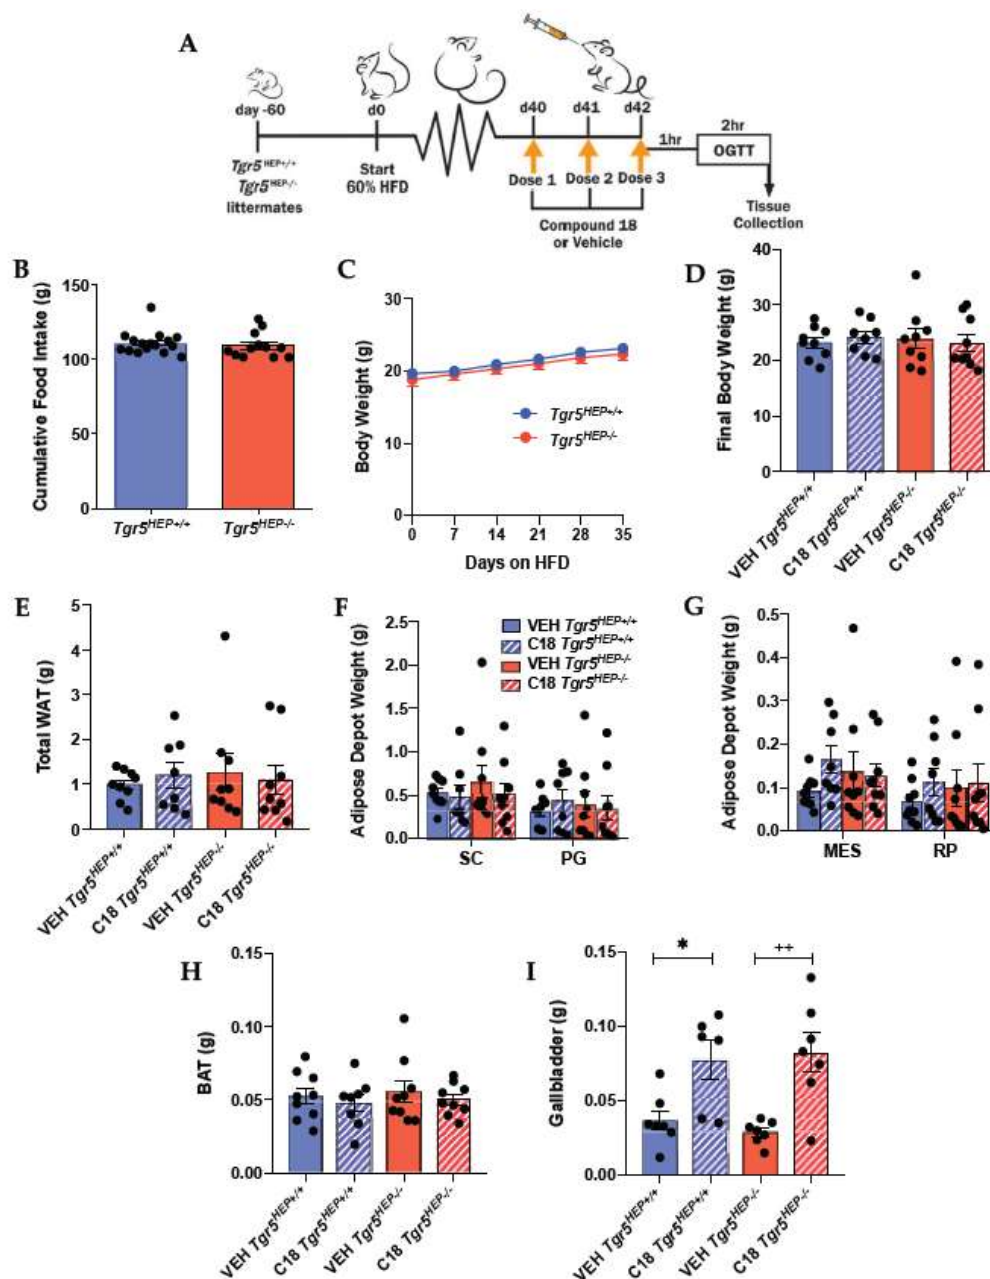 A
day -60
d0
d40
d41
d42
1hr
2hr
OGTT
Tgr5HEP+/+
Tgr5HEP-/-
littermates
Start
60% HFD
Dose 1
Dose 2
Dose 3
Compound 18
or Vehicle
Tissue
Collection
B
Cumulative Food Intake (g)
150
100
50
0
Tgr5HEP+/+
Tgr5HEP-/-
C
Body Weight (g)
30
20
10
0
0 7 14 21 28 35
Days on HFD
Tgr5HEP+/+
Tgr5HEP-/-
D
Final Body Weight (g)
40
30
20
10
0
VEH Tgr5HEP+/+
C18 Tgr5HEP+/+
VEH Tgr5HEP-/-
C18 Tgr5HEP-/-
E
Total WAT (g)
5
4
3
2
1
0
VEH Tgr5HEP+/+
C18 Tgr5HEP+/+
VEH Tgr5HEP-/-
C18 Tgr5HEP-/-
F
Adipose Depot Weight (g)
2.5
2.0
1.5
1.0
0.5
0.0
SC
PG
VEH Tgr5HEP+/+
C18 Tgr5HEP+/+
VEH Tgr5HEP-/-
C18 Tgr5HEP-/-
G
Adipose Depot Weight (g)
0.5
0.4
0.3
0.2
0.1
0.0
MES
RP
H
BAT (g)
0.15
0.10
0.05
0.00
VEH Tgr5HEP+/+
C18 Tgr5HEP+/+
VEH Tgr5HEP-/-
C18 Tgr5HEP-/-
I
Gallbladder (g)
0.15
0.10
0.05
0.00
*
++
VEH Tgr5HEP+/+
C18 Tgr5HEP+/+
VEH Tgr5HEP-/-
C18 Tgr5HEP-/-